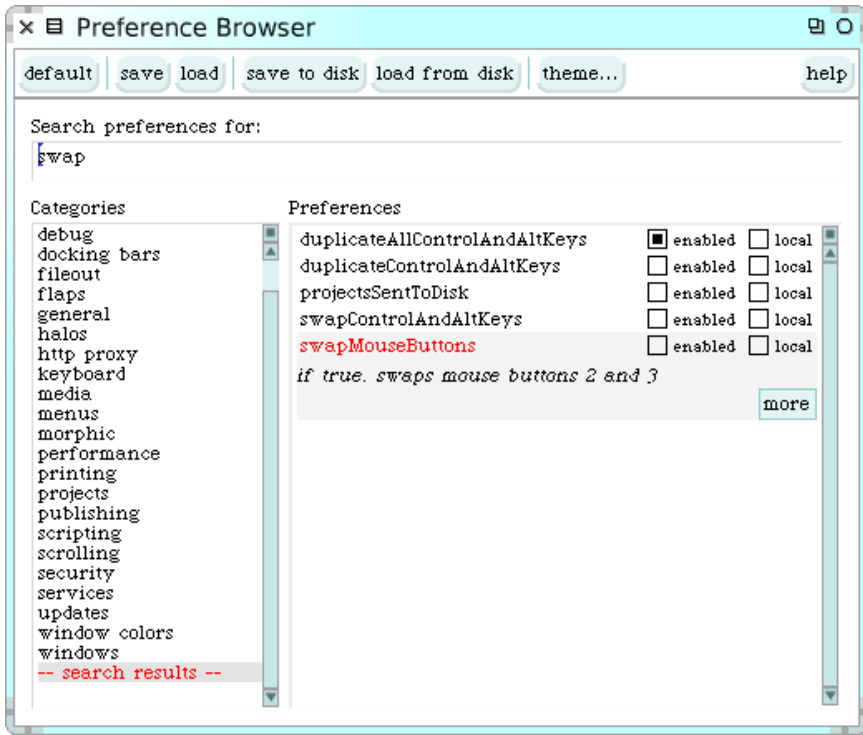 Preference Browser
default save load save to disk load from disk theme... help
Search preferences for:
swap
Categories
debug
docking bars
fileout
flaps
general
halos
http proxy
keyboard
media
menus
morphic
performance
printing
projects
publishing
scripting
scrolling
security
services
updates
window colors
windows
-- search results --
Preferences
duplicateAllControlAndAltKeys enabled local
duplicateControlAndAltKeys enabled local
projectsSentToDisk enabled local
swapControlAndAltKeys enabled local
swapMouseButtons enabled local
if true, swaps mouse buttons 2 and 3
more